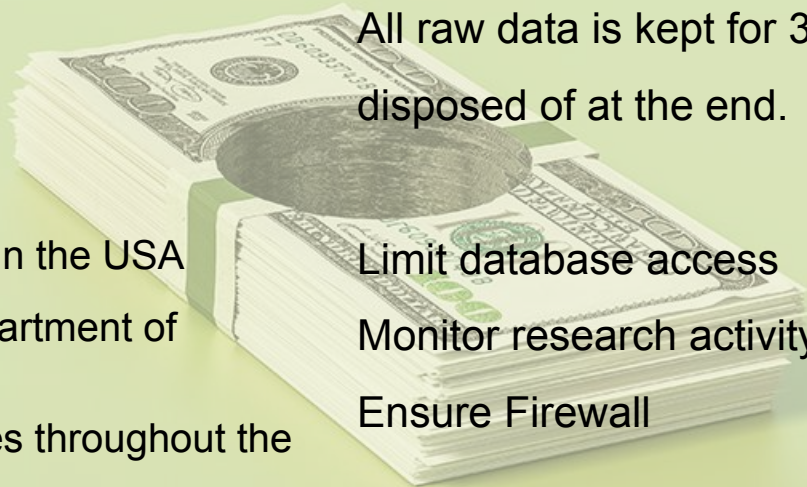 All raw data is kept for 3
disposed of at the end.
n the USA
artment of
es throughout the
Limit database access
Monitor research activity
Ensure Firewall
100